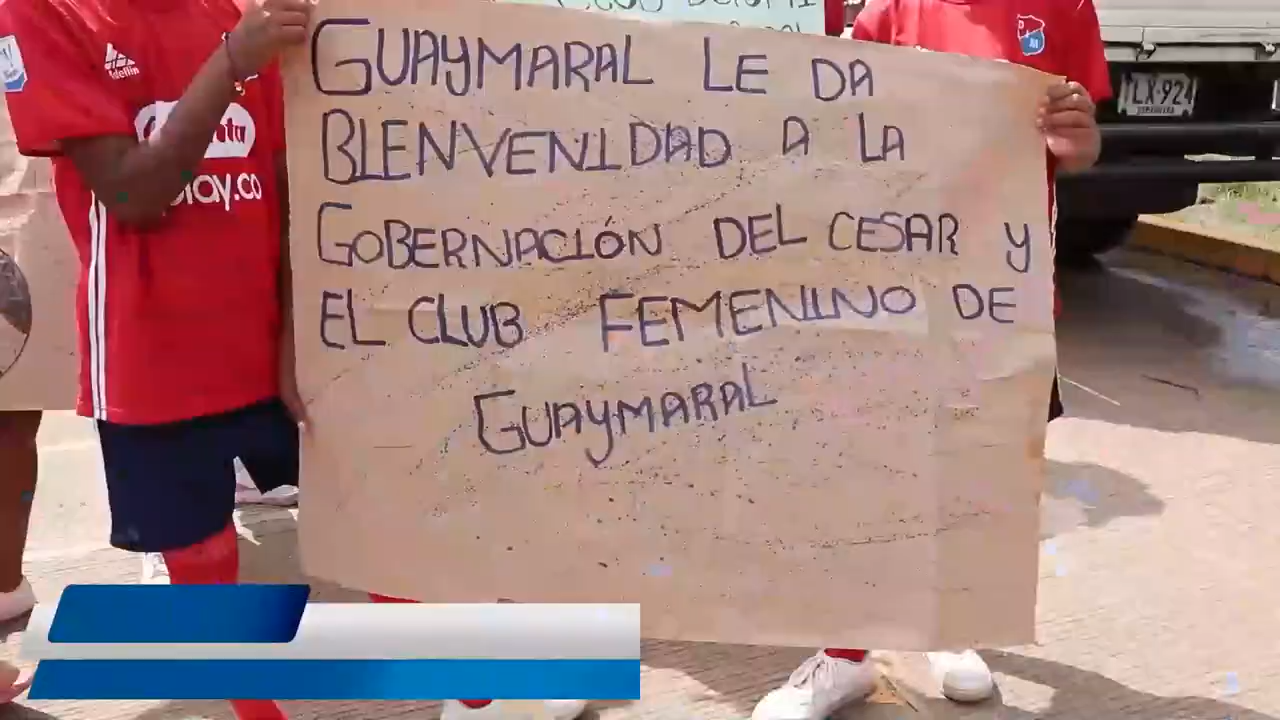 GUAYMARAL LE DA
BIENVENIDAD A LA
GOBERNACIÓN DEL CESAR Y
EL CLUB FEMENINO DE
GUAYMARAL